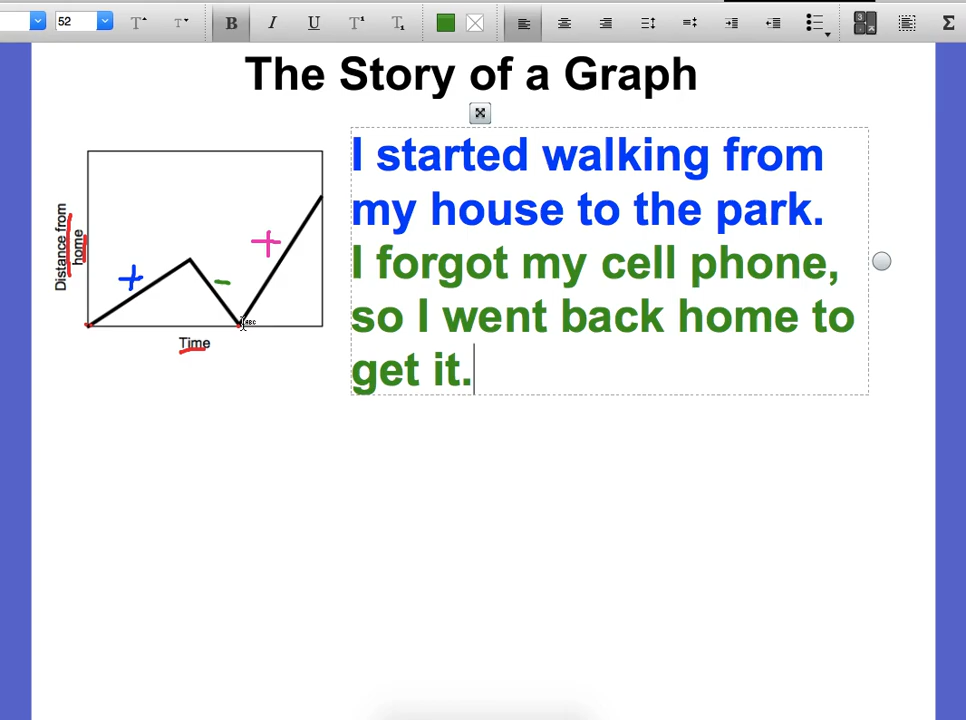 52
B I U T T
The Story of a Graph
I started walking from
my house to the park.
I forgot my cell phone,
so I went back home to
get it.
Distance from
home
+
-
+
ABC
Time